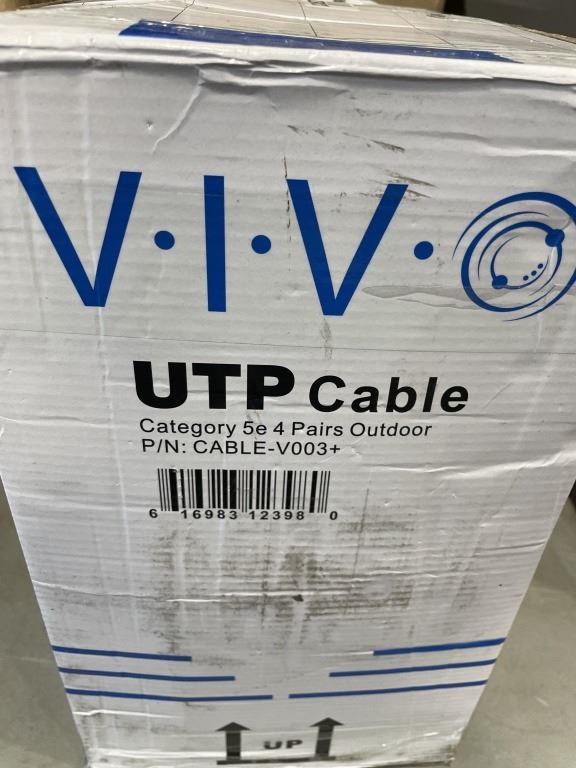 V·I·V·O
UTP Cable
Category 5e 4 Pairs Outdoor
P/N: CABLE-V003+
6 16983 12398 0
UP